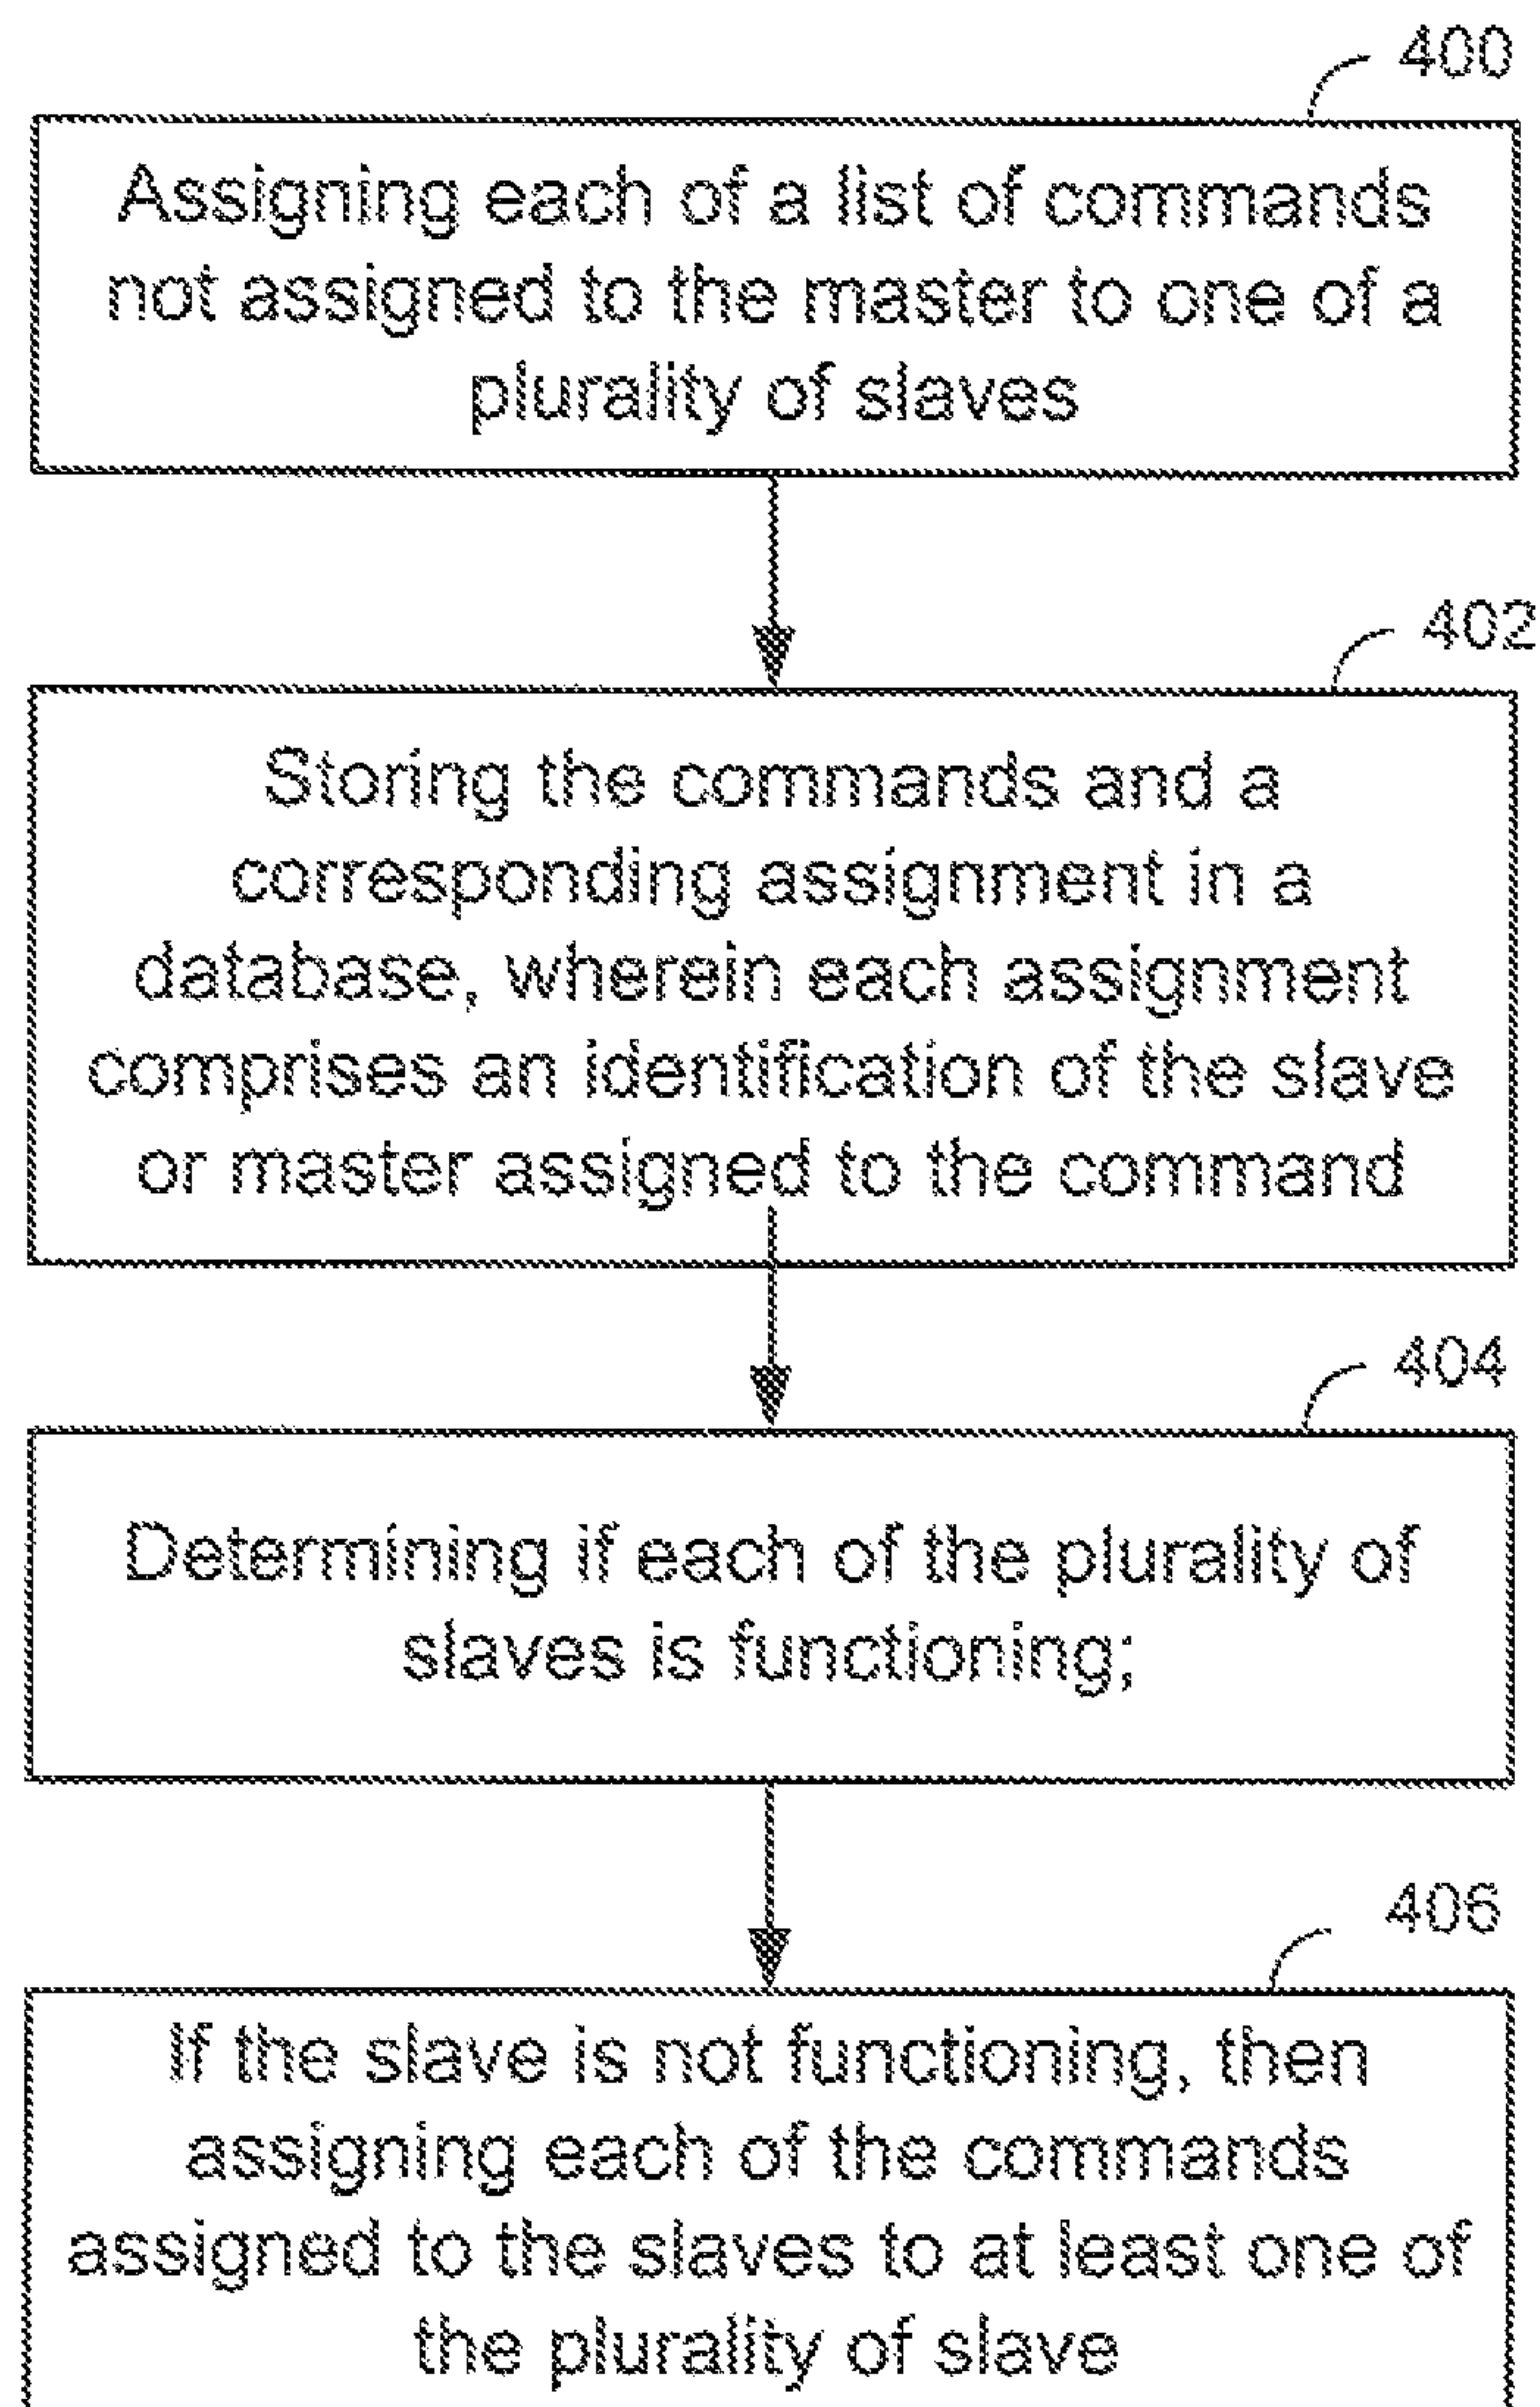 400
Assigning each of a list of commands
not assigned to the master to one of a
plurality of slaves
402
Storing the commands and a
corresponding assignment in a
database, wherein each assignment
comprises an identification of the slave
or master assigned to the command
404
Determining if each of the plurality of
slaves is functioning;
406
If the slave is not functioning, then
assigning each of the commands
assigned to the slaves to at least one of
the plurality of slave